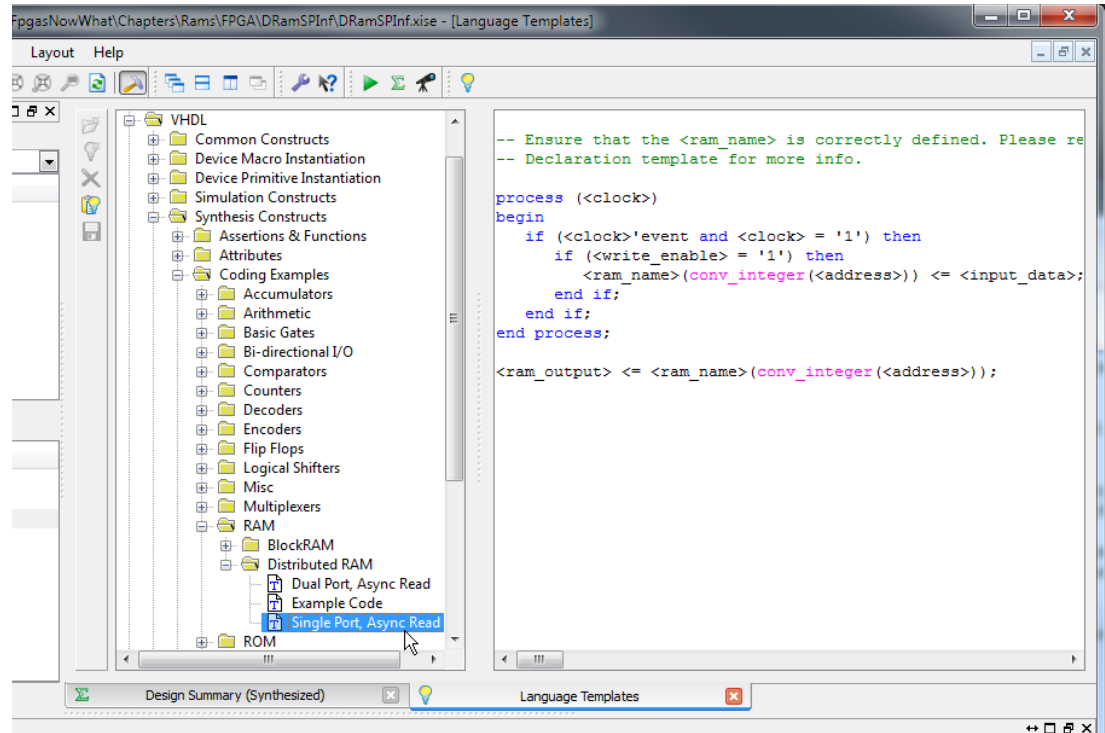 FpgasNowWhat\Chapters\Rams\FPGA\DRamSPInf\DRamSPInf.xise - [Language Templates]
Layout Help
VHDL
Common Constructs
Device Macro Instantiation
Device Primitive Instantiation
Simulation Constructs
Synthesis Constructs
Assertions & Functions
Attributes
Coding Examples
Accumulators
Arithmetic
Basic Gates
Bi-directional I/O
Comparators
Counters
Decoders
Encoders
Flip Flops
Logical Shifters
Misc
Multiplexers
RAM
BlockRAM
Distributed RAM
Dual Port, Async Read
Example Code
Single Port, Async Read
ROM
-- Ensure that the <ram_name> is correctly defined. Please re
-- Declaration template for more info.
process (<clock>)
begin
if (<clock>'event and <clock> = '1') then
if (<write_enable> = '1') then
<ram_name>(conv_integer(<address>)) <= <input_data>;
end if;
end if;
end process;
<ram_output> <= <ram_name>(conv_integer(<address>));
Design Summary (Synthesized)
Language Templates